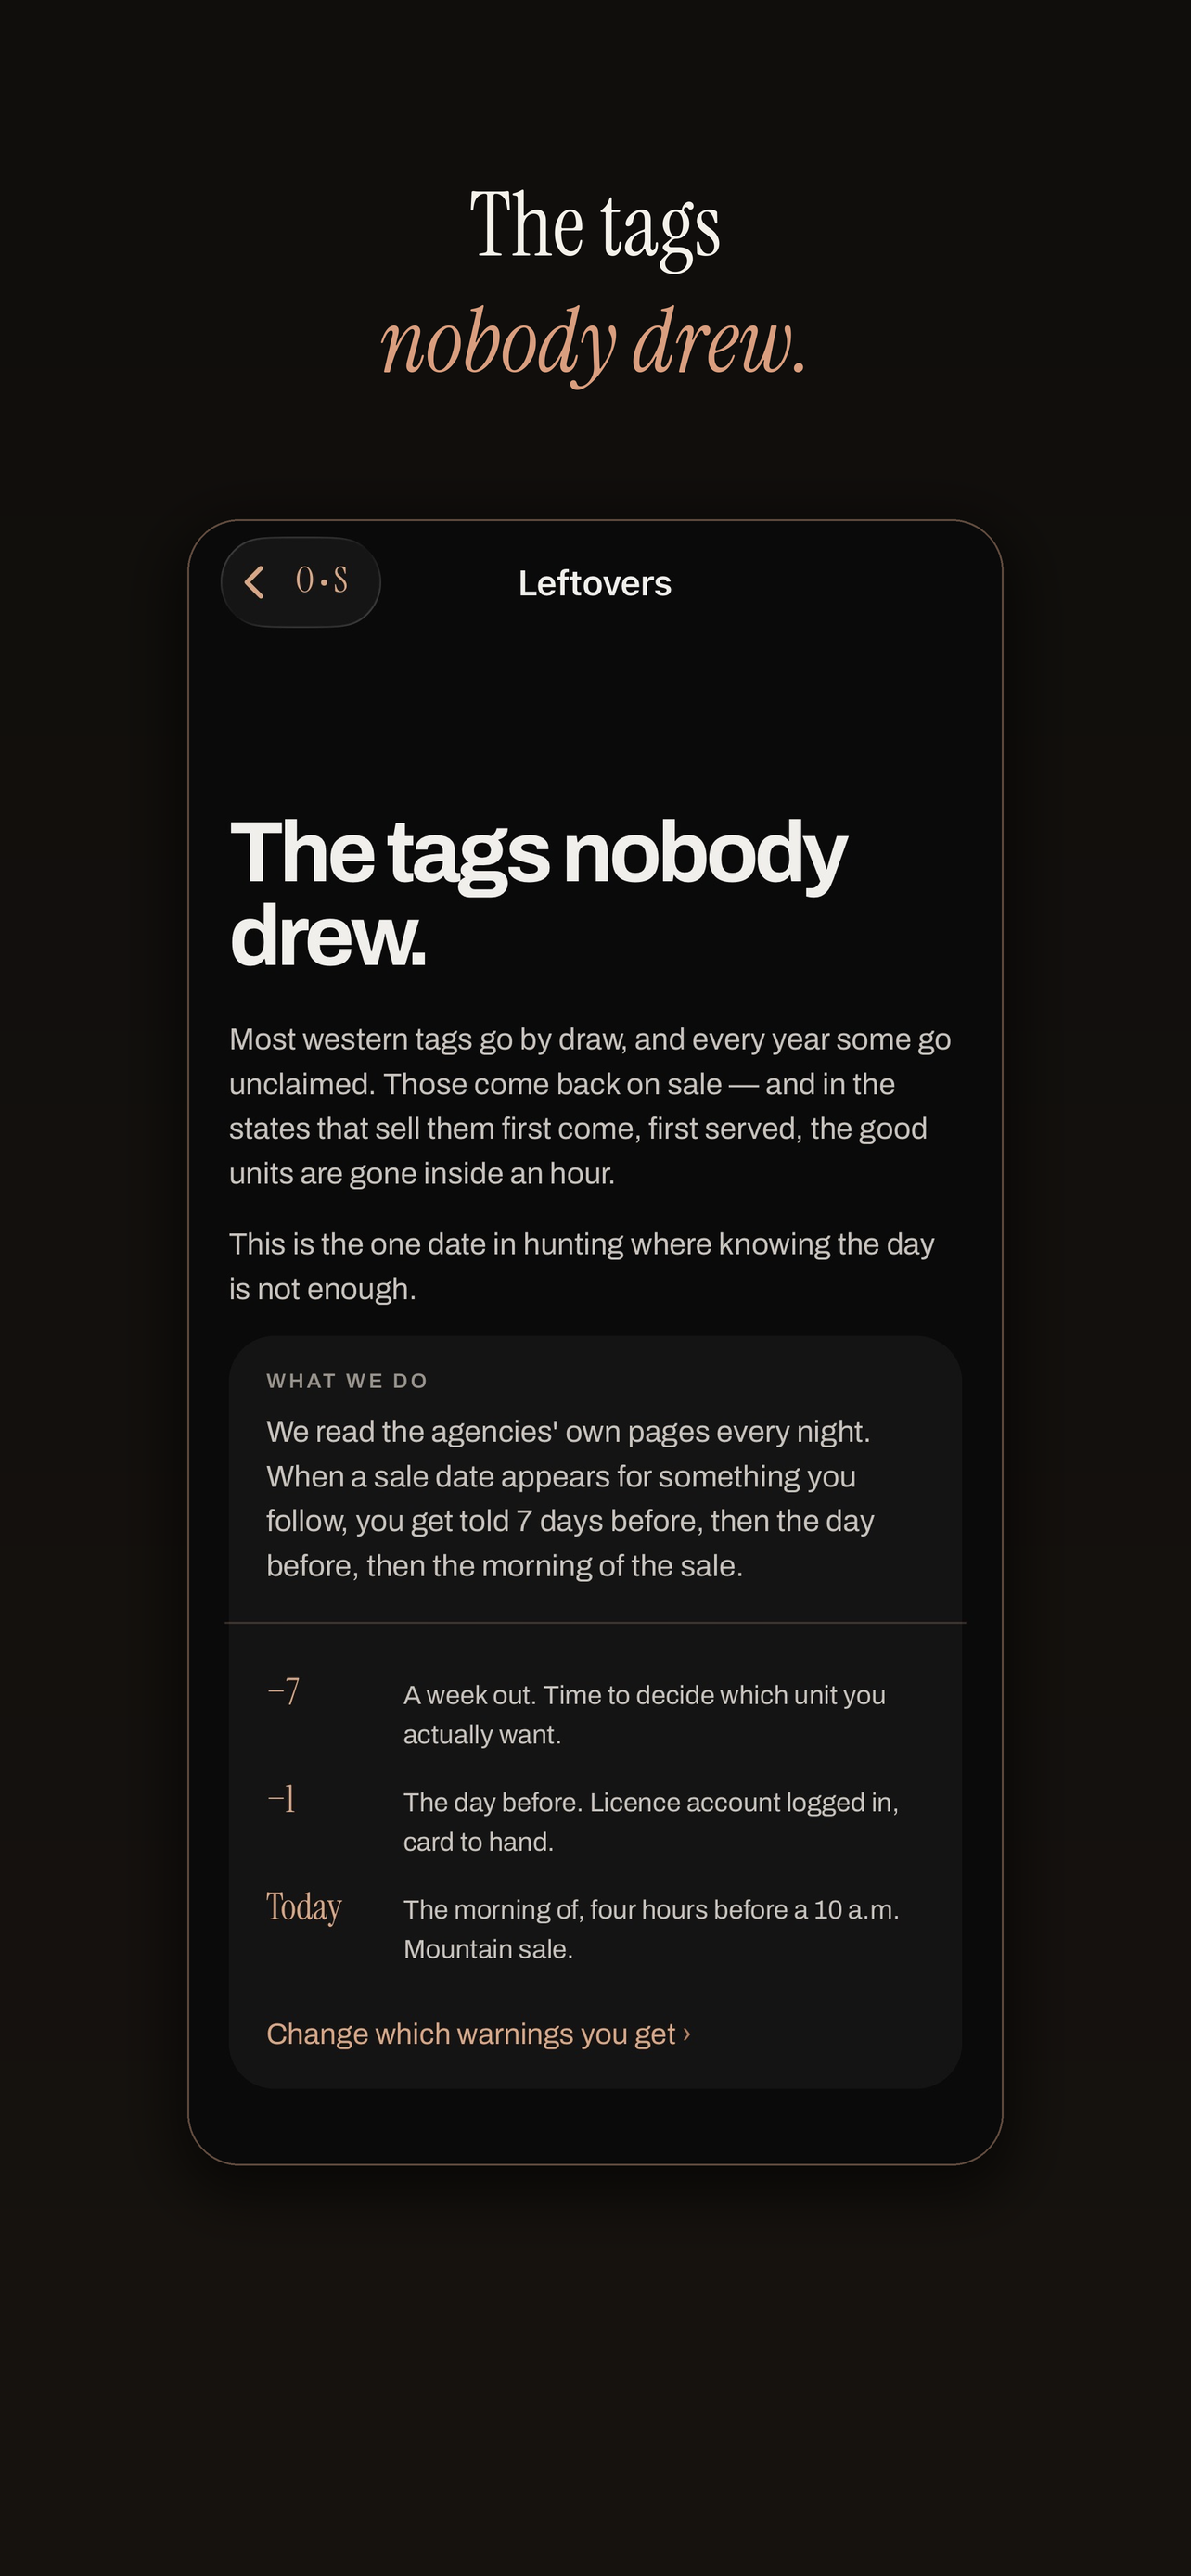 The tags
nobody drew.
O·S
Leftovers
The tags nobody
drew.
Most western tags go by draw, and every year some go
unclaimed. Those come back on sale — and in the
states that sell them first come, first served, the good
units are gone inside an hour.
This is the one date in hunting where knowing the day
is not enough.
WHAT WE DO
We read the agencies' own pages every night.
When a sale date appears for something you
follow, you get told 7 days before, then the day
before, then the morning of the sale.
−7
A week out. Time to decide which unit you
actually want.
−1
The day before. Licence account logged in,
card to hand.
Today
The morning of, four hours before a 10 a.m.
Mountain sale.
Change which warnings you get ›